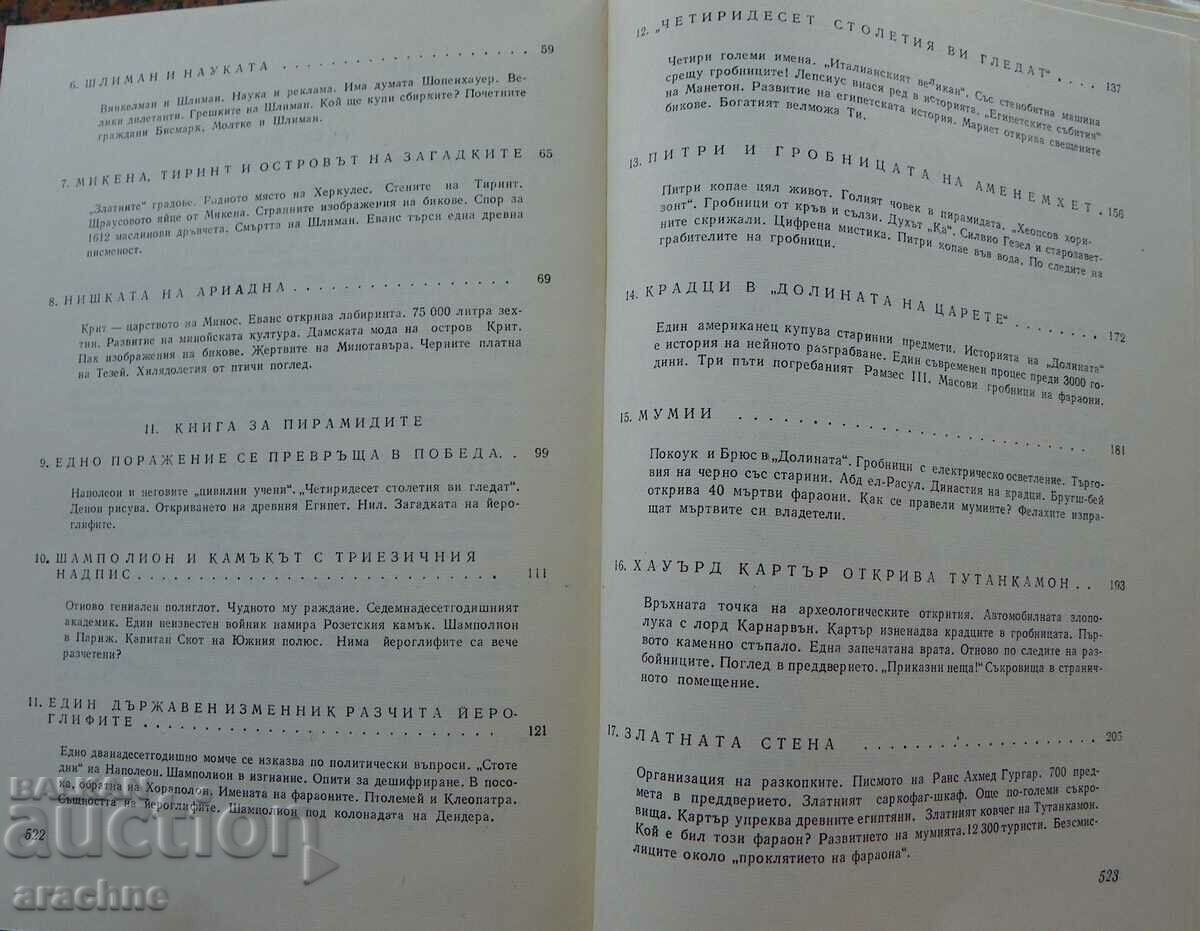 6. ШЛИМАН И НАУКАТА . . . . . . . . . . . . . . . 59
Винкелман и Шлиман. Наука и реклама. Има думата Шопенхауер. Ве-
лики дилетанти. Грешките на Шлиман. Кой ще купи сбирките? Почетните
граждани Бисмарк, Молтке и Шлиман.
7. МИКЕНА, ТИРИНТ И ОСТРОВЪТ НА ЗАГАДКИТЕ 65
„Златните“ градове. Родното място на Херкулес. Стените на Тиринт.
Щраусовото яйце от Микена. Странните изображения на бикове. Спор за
1612 маслинови дръвчета. Смъртта на Шлиман. Еванс търси една древна
писменост.
8. НИШКАТА НА АРИАДНА . . . . . . . . . . . . . . 69
Крит — царството на Минос. Еванс открива лабиринта. 75 000 литра зех-
тин. Развитие на минойската култура. Дамската мода на остров Крит.
Пак изображения на бикове. Жертвите на Минотавъра. Черните платна
на Тезей. Хилядолетия от птичи поглед.
11. КНИГА ЗА ПИРАМИДИТЕ
9. ЕДНО ПОРАЖЕНИЕ СЕ ПРЕВРЪЩА В ПОБЕДА. . 99
Наполеон и неговите „цивилни учени“. „Четиридесет столетия ви гледат“.
Денон рисува. Откриването на древния Египет. Нил. Загадката на йеро-
глифите.
10. ШАМПОЛИОН И КАМЪКЪТ С ТРИЕЗИЧНИЯ
НАДПИС . . . . . . . . . . . . . . . . . . . . . . . 111
Отново гениален полиглот. Чудното му раждане. Седемнадесетгодишният
академик. Един неизвестен войник намира Розетския камък. Шамполион
в Париж. Капитан Скот на Южния полюс. Нима йероглифите са вече
разчетени?
11. ЕДИН ДЪРЖАВЕН ИЗМЕННИК РАЗЧИТА ЙЕРО-
ГЛИФИТЕ . . . . . . . . . . . . . . . . . . . . . . 121
Едно дванадесетгодишно момче се изказва по политически въпроси. „Стоте
дни“ на Наполеон. Шамполион в изгнание. Опити за дешифриране. В посо-
ка, обратна на Хораполон. Имената на фараоните. Птолемей и Клеопатра.
Същността на йероглифите. Шамполион под колонадата на Дендера.
522
12. „ЧЕТИРИДЕСЕТ СТОЛЕТИЯ ВИ ГЛЕДАТ“ . . . . 137
Четири големи имена. „Италианският великан“. Със стенобитна машина
срещу гробниците! Лепсиус внася ред в историята. „Египетските събития“
на Манетон. Развитие на египетската история. Мариет открива свещените
бикове. Богатият велможа Ти.
13. ПИТРИ И ГРОБНИЦАТА НА АМЕНЕМХЕТ . 156
Питри копае цял живот. Голият човек в пирамидата. „Хеопсов хори-
зонт“. Гробници от кръв и сълзи. Духът „Ка“. Силвио Гезел и старозавет-
ните скрижали. Цифрена мистика. Питри копае във вода. По следите на
грабителите на гробници.
14. КРАДЦИ В „ДОЛИНАТА НА ЦАРЕТЕ“ . . . . . . . . 172
Един американец купува старинни предмети. Историята на „Долината“
е история на нейното разграбване. Един съвременен процес преди 3000 го-
дини. Три пъти погребаният Рамзес III. Масови гробници на фараони.
15. МУМИИ . . . . . . . . . . . . . . . . . . . . . . 181
Покоук и Брюс в „Долината“. Гробници с електрическо осветление. Търго-
вия на черно със старини. Абд ел-Расул. Династия на крадци. Бругш-бей
открива 40 мъртви фараони. Как се правели мумиите? Фелахите изпра-
щат мъртвите си владетели.
16. ХАУЪРД КАРТЪР ОТКРИВА ТУТАНКАМОН . . 193
Връхната точка на археологическите открития. Автомобилната злопо-
лука с лорд Карнарвън. Картър изненадва крадците в гробницата. Пър-
вото каменно стъпало. Една запечатана врата. Отново по следите на раз-
бойниците. Поглед в преддверието. „Приказни неща!“ Съкровища в странич-
ното помещение.
17. ЗЛАТНАТА СТЕНА . . . . . . . . . . . . . . . . 205
Организация на разкопките. Писмото на Раис Ахмед Гургар. 700 пред-
мета в преддверието. Златният саркофаг-шкаф. Още по-големи съкро-
вища. Картър упреква древните египтяни. Златният ковчег на Тутанкамон.
Кой е бил този фараон? Развитието на мумията. 12 300 туристи. Безсмис-
лиците около „проклятието на фараона“.
523
BALKAN
auction
arachne